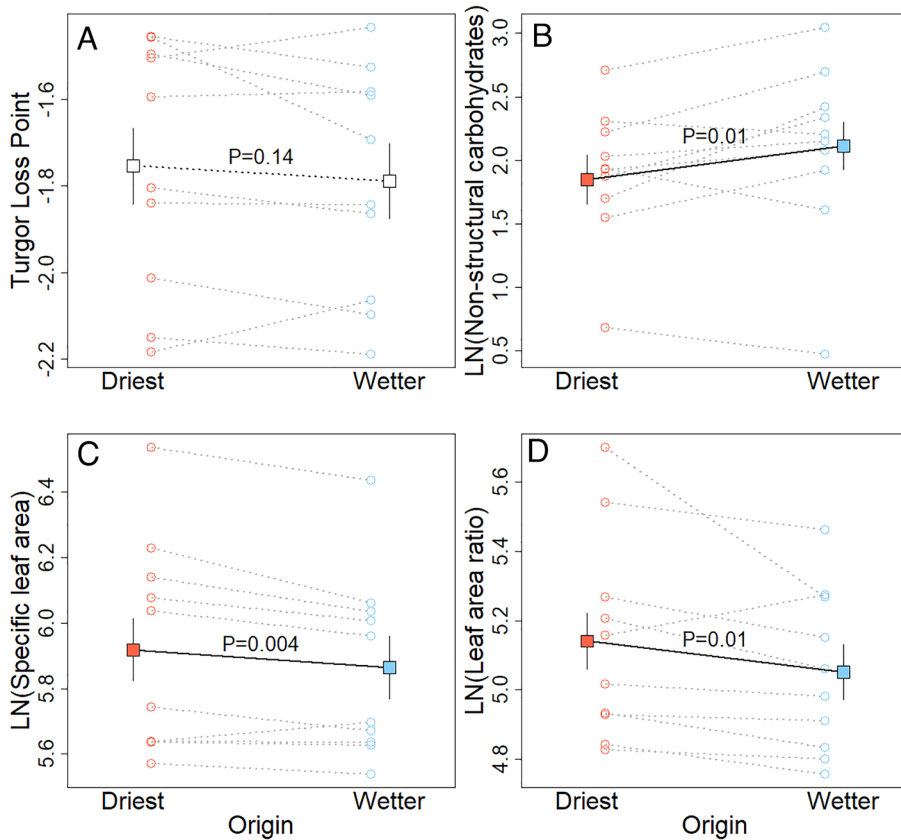 A
Turgor Loss Point
-1.6
-1.8
-2.0
-2.2
P=0.14
Driest
Wetter
B
LN(Non-structural carbohydrates)
3.0
2.5
2.0
1.5
1.0
0.5
P=0.01
Driest
Wetter
C
LN(Specific leaf area)
6.4
6.2
6.0
5.8
5.6
P=0.004
Driest
Wetter
Origin
D
LN(Leaf area ratio)
5.6
5.4
5.2
5.0
4.8
P=0.01
Driest
Wetter
Origin